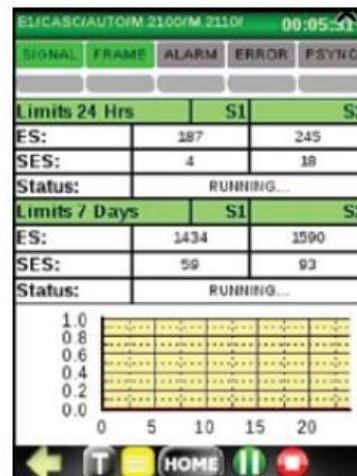 E1/CASC/AUTO/M.2100/M.2110/ 00:05:31
SIGNAL FRAME ALARM ERROR PSYNC
Limits 24 Hrs S1
ES: 187 245
SES: 4 18
Status: RUNNING...
Limits 7 Days S1
ES: 1434 1590
SES: 59 93
Status: RUNNING...
1.0
0.8
0.6
0.4
0.2
0.0
0 5 10 15 20
T HOME